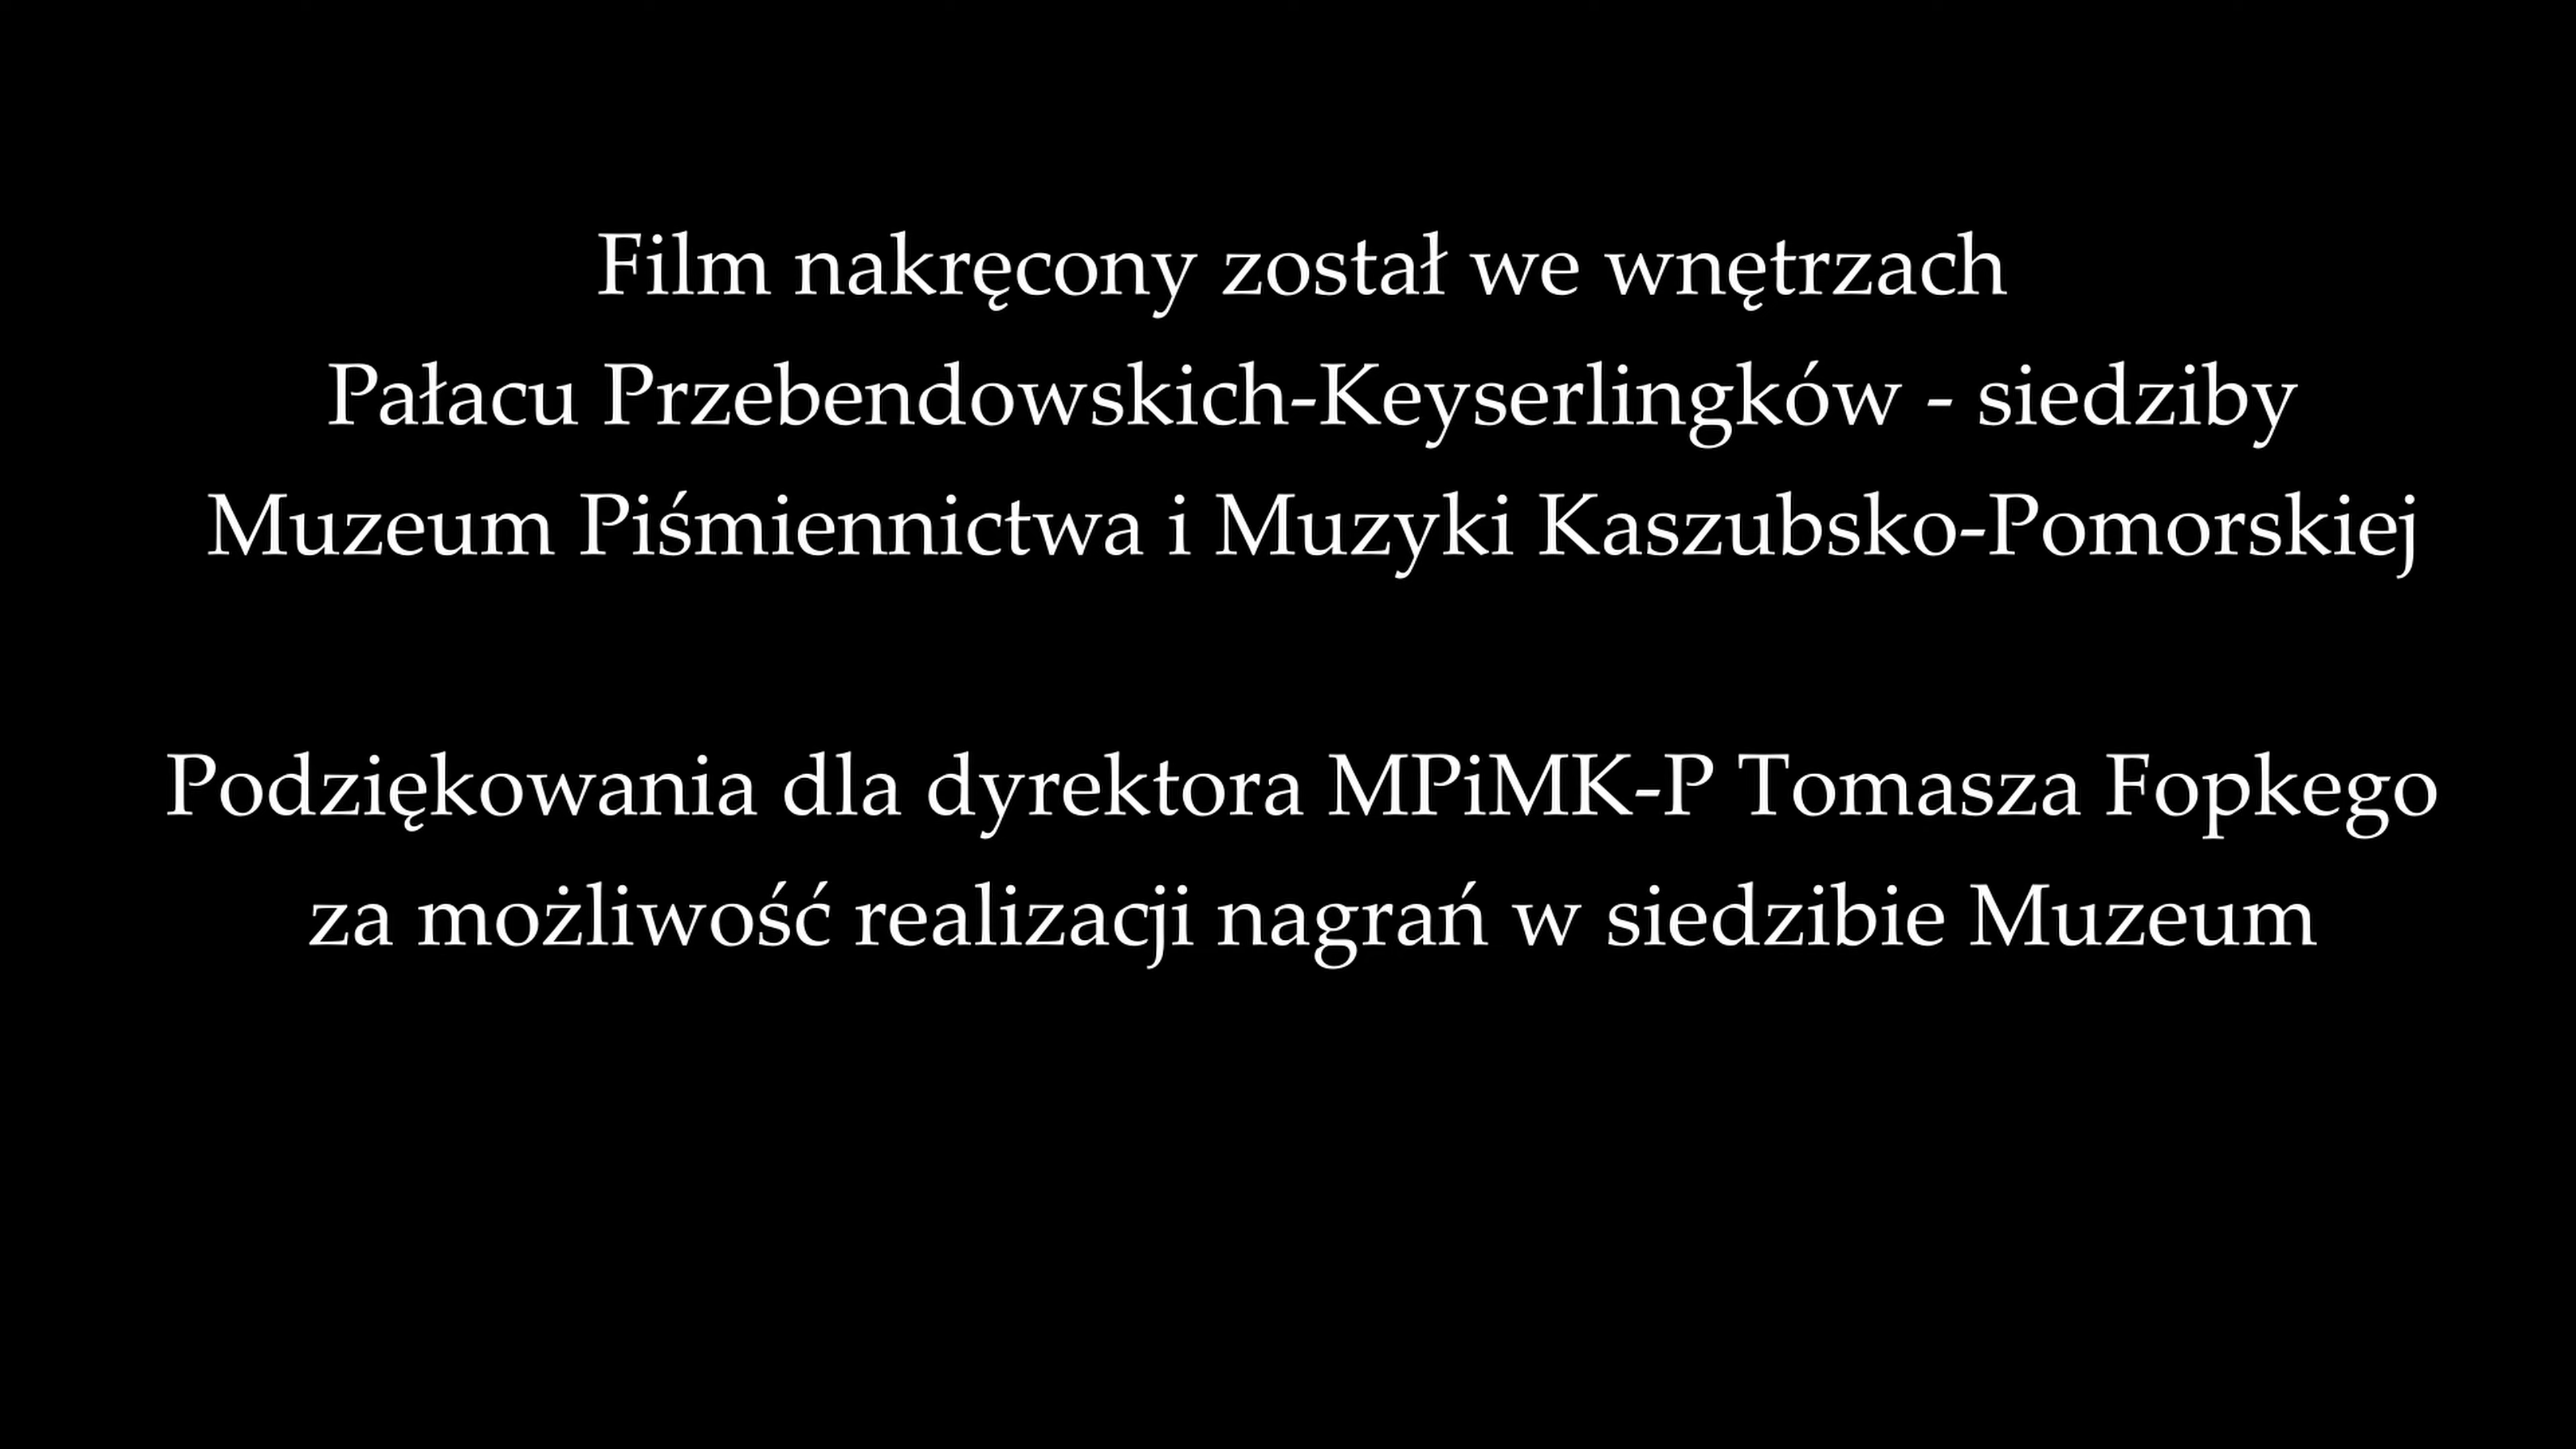 Film nakręcony został we wnętrzach
Pałacu Przebendowskich-Keyserlingków - siedziby
Muzeum Piśmiennictwa i Muzyki Kaszubsko-Pomorskiej
Podziękowania dla dyrektora MPiMK-P Tomasza Fopkego
za możliwość realizacji nagrań w siedzibie Muzeum